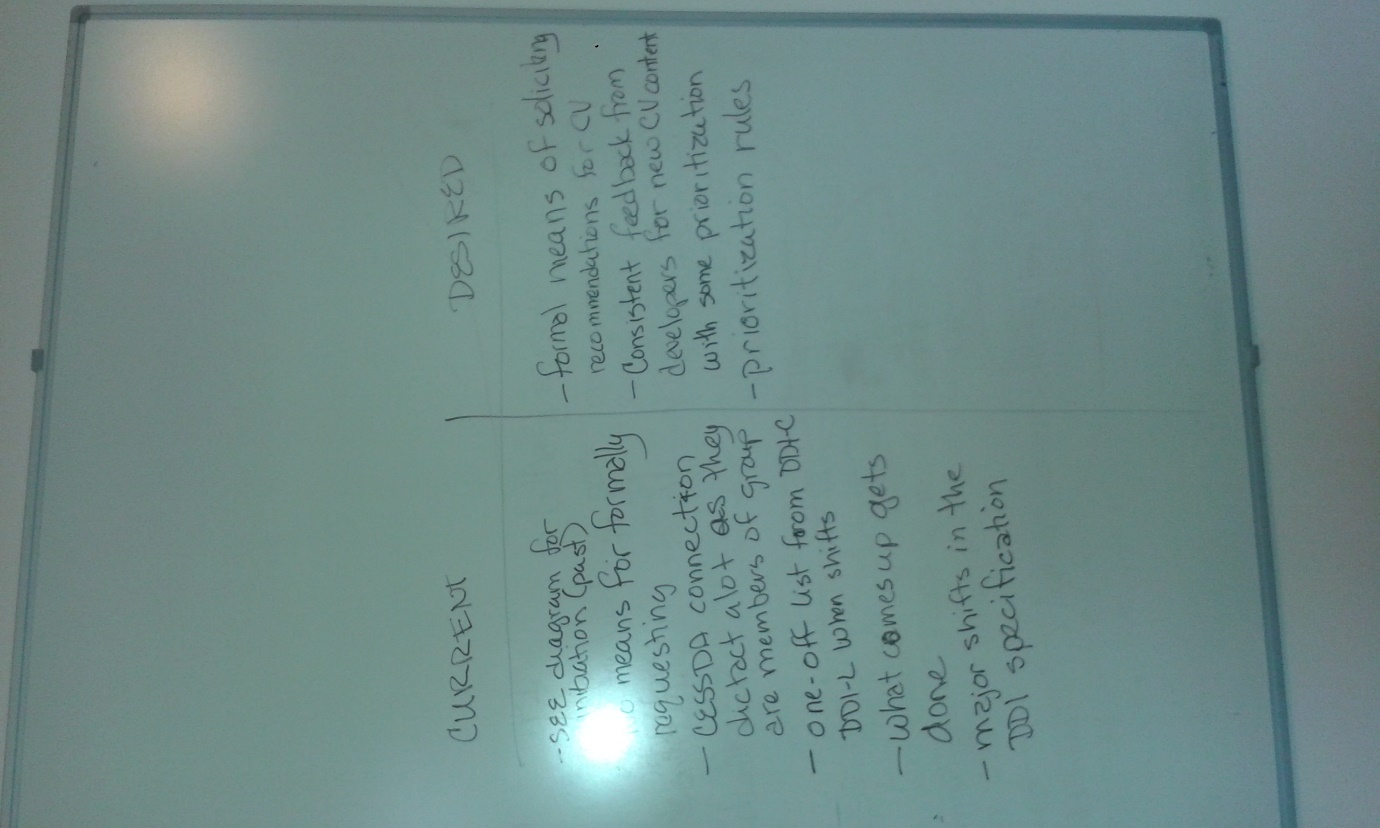 CURRENT
- see diagram for
initiation (past)
no means for formally
requesting
- CESSDA connection
dictact alot as they
are members of group
- one-off list from DDI-C
DDI-L when shifts
- what comes up gets
done
- major shifts in the
DDI specification
DESIRED
- formal means of soliciting
recommendations for CV
- Consistent feedback from
developers for new CV content
with some prioritization
- prioritization rules